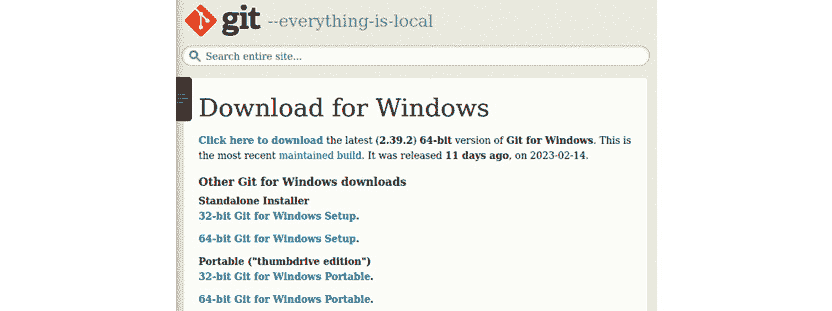 git --everything-is-local
Search entire site...
Download for Windows
Click here to download the latest (2.39.2) 64-bit version of Git for Windows. This is
the most recent maintained build. It was released 11 days ago, on 2023-02-14.
Other Git for Windows downloads
Standalone Installer
32-bit Git for Windows Setup.
64-bit Git for Windows Setup.
Portable ("thumbdrive edition")
32-bit Git for Windows Portable.
64-bit Git for Windows Portable.